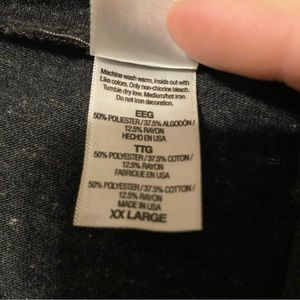 Machine wash warm, inside out with
Like colors. Only non-chlorine bleach.
Tumble dry low. Medium/hot iron.
Do not iron decoration.
EEG
50% POLIESTER/37.5% ALGODÓN/
12.5% RAYON
HECHO EN USA
TTG
50% POLYESTER/37.5% COTON/
12.5% RAYON
FABRIQUE EN USA
50% POLYESTER/37.5% COTTON/
12.5% RAYON
MADE IN USA
XX LARGE